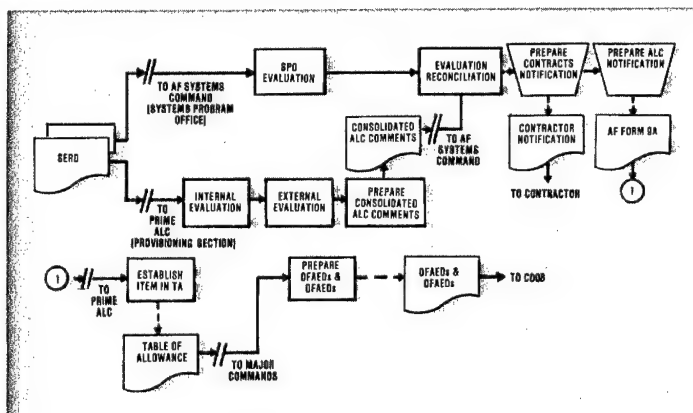 SPO
EVALUATION
EVALUATION
RECONCILIATION
PREPARE
CONTRACTS
NOTIFICATION
PREPARE ALC
NOTIFICATION
TO AF SYSTEMS
COMMAND
(SYSTEMS PROGRAM
OFFICE)
CONSOLIDATED
ALC COMMENTS
TO AF
SYSTEMS
COMMAND
CONTRACTOR
NOTIFICATION
AF FORM 9A
SERD
TO CONTRACTOR
1
INTERNAL
EVALUATION
EXTERNAL
EVALUATION
PREPARE
CONSOLIDATED
ALC COMMENTS
TO
PRIME
ALC
(PROVISIONING SECTION)
1
TO
PRIME
ALC
ESTABLISH
ITEM IN TA
PREPARE
OFAEDs &
OFAEDs
OFAEDs &
OFAEDs
TO C008
TABLE OF
ALLOWANCE
TO MAJOR
COMMANDS